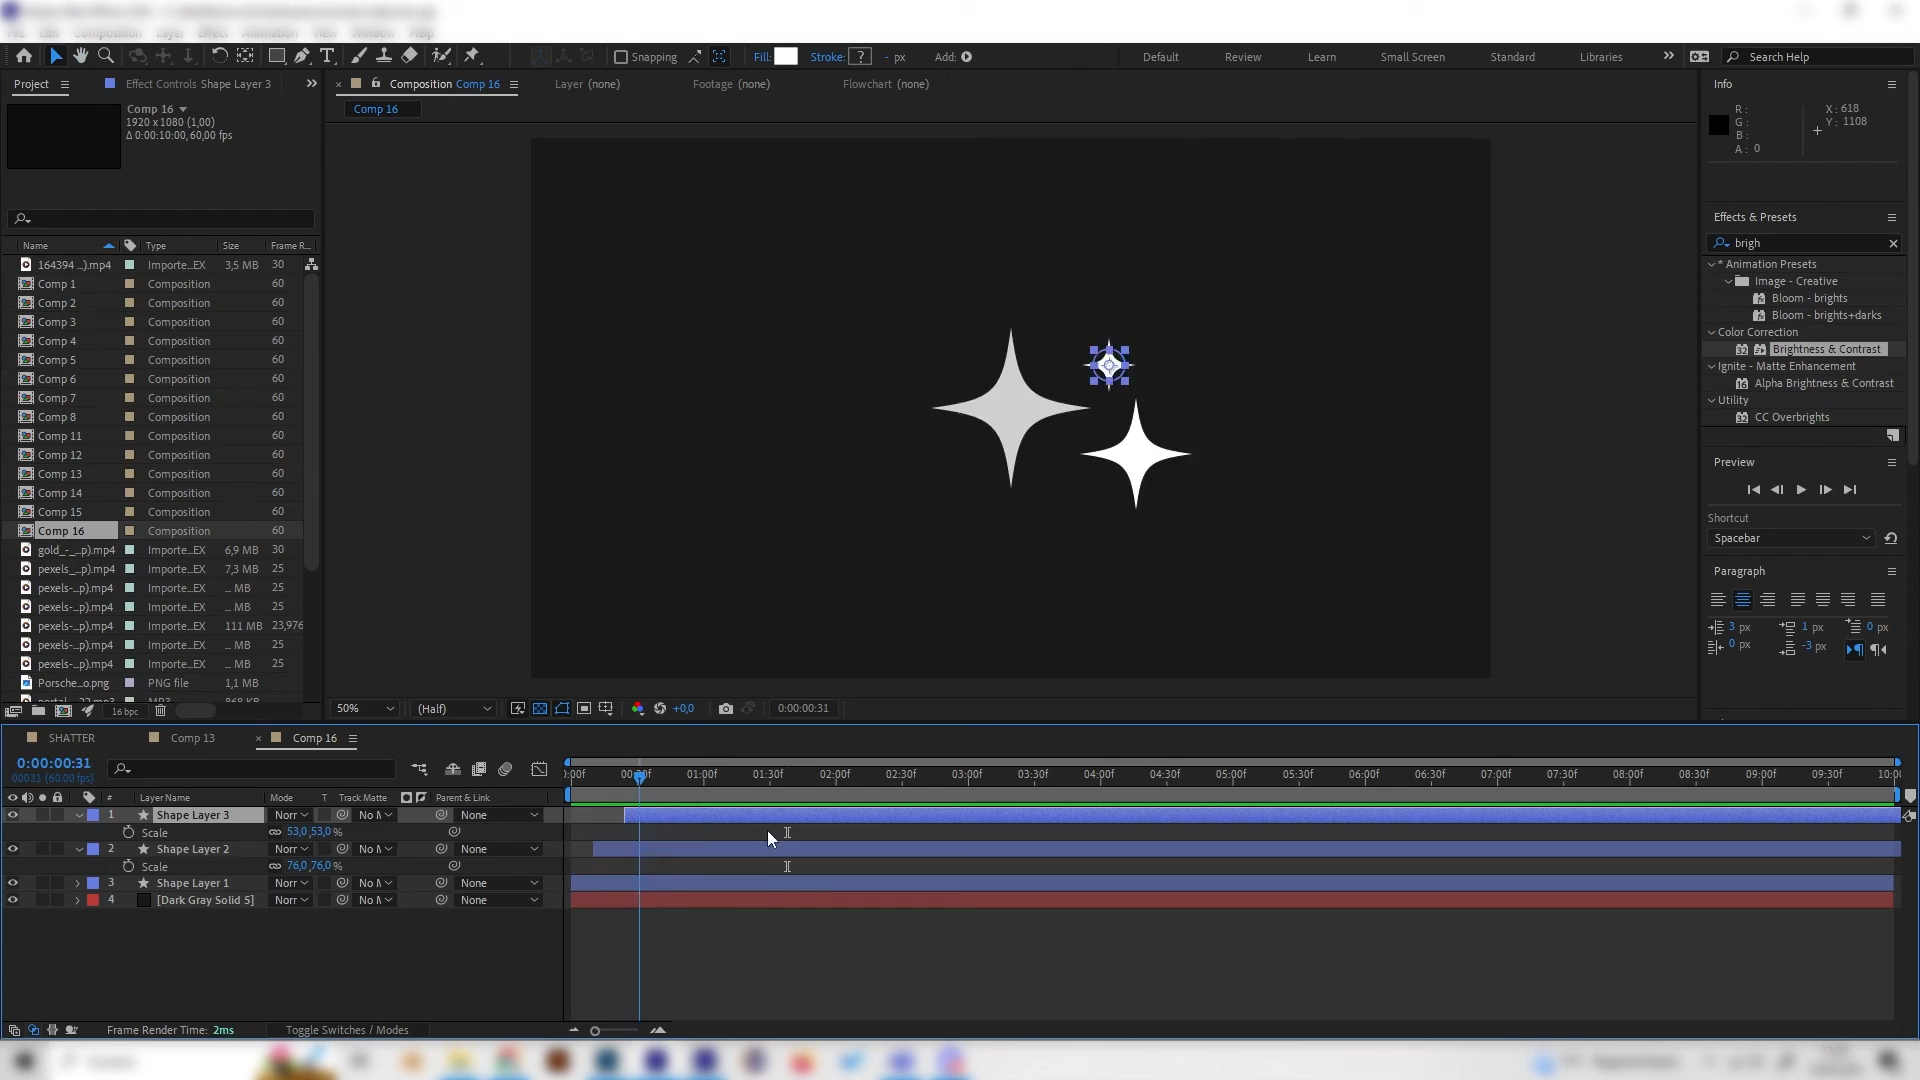 File Edit Composition Layer Effect Animation View Window Help
Snapping Fill: Stroke: ? - px Add: Default Review Learn Small Screen Standard Libraries Search Help
Project Effect Controls Shape Layer 3
Composition Comp 16 Layer (none) Footage (none) Flowchart (none)
Comp 16
Comp 16
1920 x 1080 (1,00)
Δ 0:00:10:00, 60,00 fps
Name Type Size Frame R...
164394 ...).mp4 Importe...EX 3,5 MB 30
Comp 1 Composition 60
Comp 2 Composition 60
Comp 3 Composition 60
Comp 4 Composition 60
Comp 5 Composition 60
Comp 6 Composition 60
Comp 7 Composition 60
Comp 8 Composition 60
Comp 11 Composition 60
Comp 12 Composition 60
Comp 13 Composition 60
Comp 14 Composition 60
Comp 15 Composition 60
Comp 16 Composition 60
gold_-_...p).mp4 Importe...EX 6,9 MB 30
pexels_...p).mp4 Importe...EX 7,3 MB 25
pexels-...p).mp4 Importe...EX ... MB 25
pexels-...p).mp4 Importe...EX ... MB 25
pexels-...p).mp4 Importe...EX 111 MB 23,976
pexels-...p).mp4 Importe...EX ... MB 25
pexels-...p).mp4 Importe...EX ... MB 25
Porsche...o.png PNG file 1,1 MB
16 bpc
50% (Half) +0,0 0:00:00:31
Info
R :
G :
B :
A : 0
X : 618
Y : 1108
Effects & Presets
brigh
* Animation Presets
Image - Creative
Bloom - brights
Bloom - brights+darks
Color Correction
32 Brightness & Contrast
Ignite - Matte Enhancement
16 Alpha Brightness & Contrast
Utility
32 CC Overbrights
Preview
Shortcut
Spacebar
Paragraph
3 px 1 px 0 px
0 px -3 px
SHATTER Comp 13 Comp 16
0:00:00:31
00031 (60.00 fps)
:00f 01:00f 01:30f 02:00f 02:30f 03:00f 03:30f 04:00f 04:30f 05:00f 05:30f 06:00f 06:30f 07:00f 07:30f 08:00f 08:30f 09:00f 09:30f 10:0
# Layer Name Mode T Track Matte Parent & Link
1 Shape Layer 3 Norr No M None
Scale 53,0,53,0 %
2 Shape Layer 2 Norr No M None
Scale 76,0,76,0 %
3 Shape Layer 1 Norr No M None
4 [Dark Gray Solid 5] Norr No M None
Frame Render Time: 2ms Toggle Switches / Modes